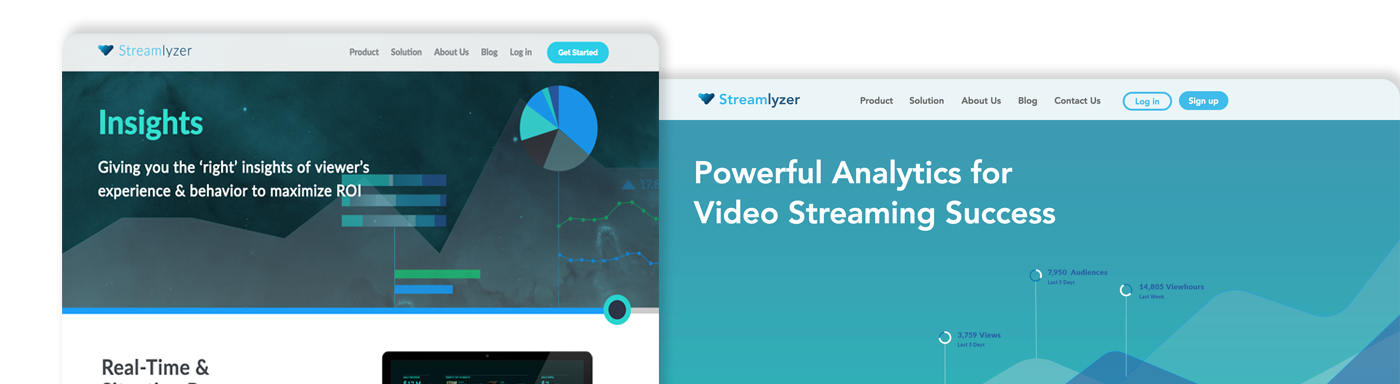 Streamlyzer
Product Solution About Us Blog Log in Get Started
Insights
Giving you the ‘right’ insights of viewer’s
experience & behavior to maximize ROI
Real-Time &
Streamlyzer
Product Solution About Us Blog Contact Us Log in Sign up
Powerful Analytics for
Video Streaming Success
7,950 Audiences
Last 5 Days
14,805 Viewhours
Last Week
3,759 Views
Last 5 Days